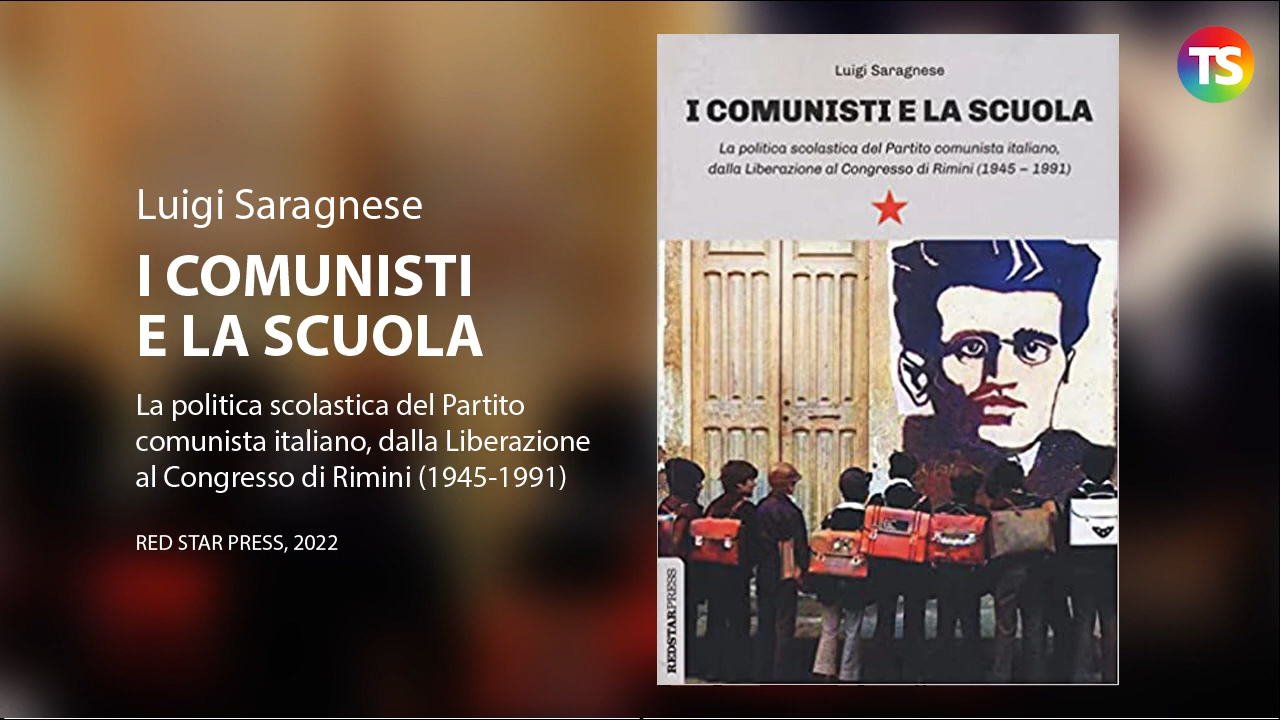 Luigi Saragnese
I COMUNISTI
E LA SCUOLA
La politica scolastica del Partito
comunista italiano, dalla Liberazione
al Congresso di Rimini (1945-1991)
RED STAR PRESS, 2022
Luigi Saragnese
I COMUNISTI E LA SCUOLA
La politica scolastica del Partito comunista italiano,
dalla Liberazione al Congresso di Rimini (1945 – 1991)
REDSTARPRESS
TS